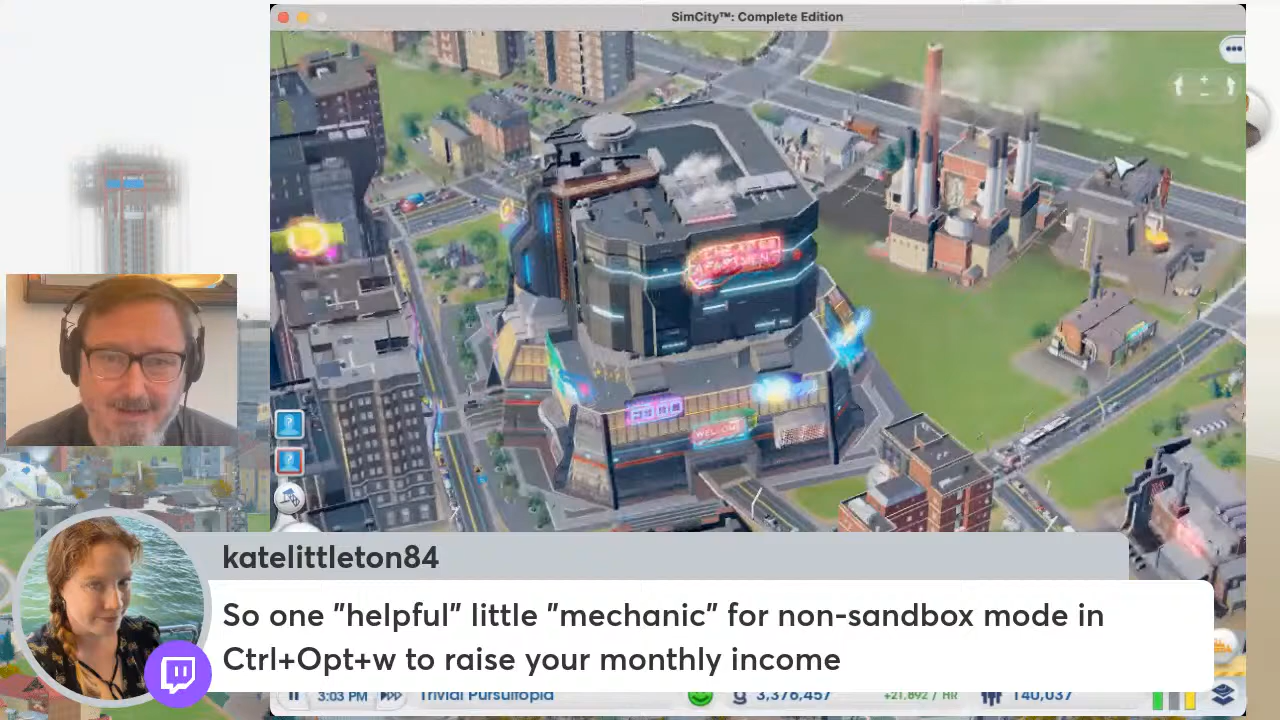 SimCity™: Complete Edition
WELCOME
katelittleton84
So one "helpful" little "mechanic" for non-sandbox mode in
Ctrl+Opt+w to raise your monthly income
3:03 PM Trivial Pursuitopia 3,376,457 +21,892 / HR 140,037